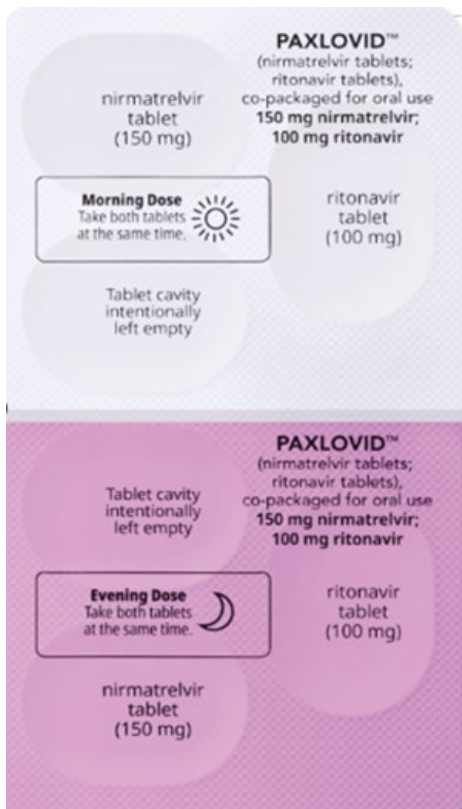 PAXLOVID™
(nirmatrelvir tablets;
ritonavir tablets),
co-packaged for oral use
150 mg nirmatrelvir;
100 mg ritonavir
nirmatrelvir
tablet
(150 mg)
Morning Dose
Take both tablets
at the same time.
ritonavir
tablet
(100 mg)
Tablet cavity
intentionally
left empty
PAXLOVID™
(nirmatrelvir tablets;
ritonavir tablets),
co-packaged for oral use
150 mg nirmatrelvir;
100 mg ritonavir
Tablet cavity
intentionally
left empty
Evening Dose
Take both tablets
at the same time.
ritonavir
tablet
(100 mg)
nirmatrelvir
tablet
(150 mg)